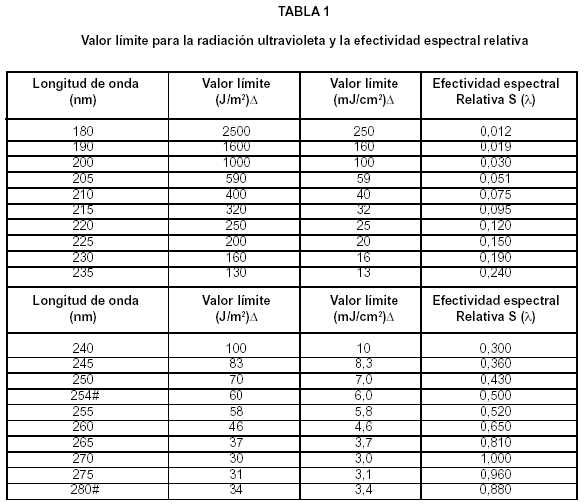 TABLA 1
Valor límite para la radiación ultravioleta y la efectividad espectral relativa
Longitud de onda Valor límite Valor límite Efectividad espectral
(nm) (J/m²)Δ (mJ/cm²)Δ Relativa S (λ)
180 2500 250 0,012
190 1600 160 0,019
200 1000 100 0,030
205 590 59 0,051
210 400 40 0,075
215 320 32 0,095
220 250 25 0,120
225 200 20 0,150
230 160 16 0,190
235 130 13 0,240
Longitud de onda Valor límite Valor límite Efectividad espectral
(nm) (J/m²)Δ (mJ/cm²)Δ Relativa S (λ)
240 100 10 0,300
245 83 8,3 0,360
250 70 7,0 0,430
254# 60 6,0 0,500
255 58 5,8 0,520
260 46 4,6 0,650
265 37 3,7 0,810
270 30 3,0 1,000
275 31 3,1 0,960
280# 34 3,4 0,880